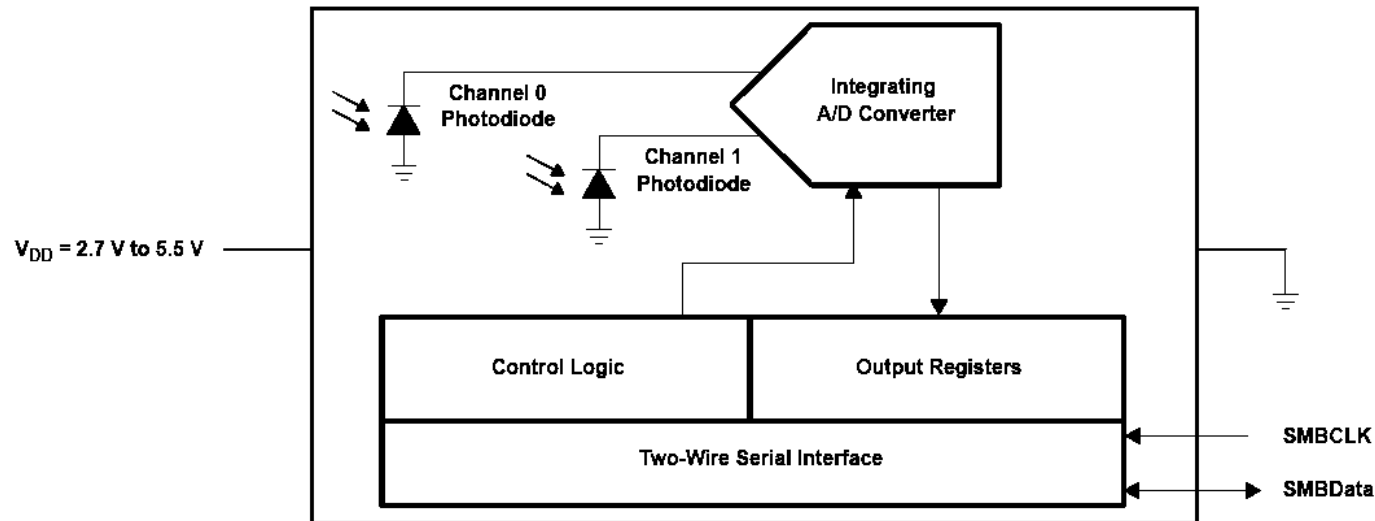 Integrating
A/D Converter
Channel 0
Photodiode
Channel 1
Photodiode
VDD = 2.7 V to 5.5 V
Control Logic
Output Registers
Two-Wire Serial Interface
SMBCLK
SMBData